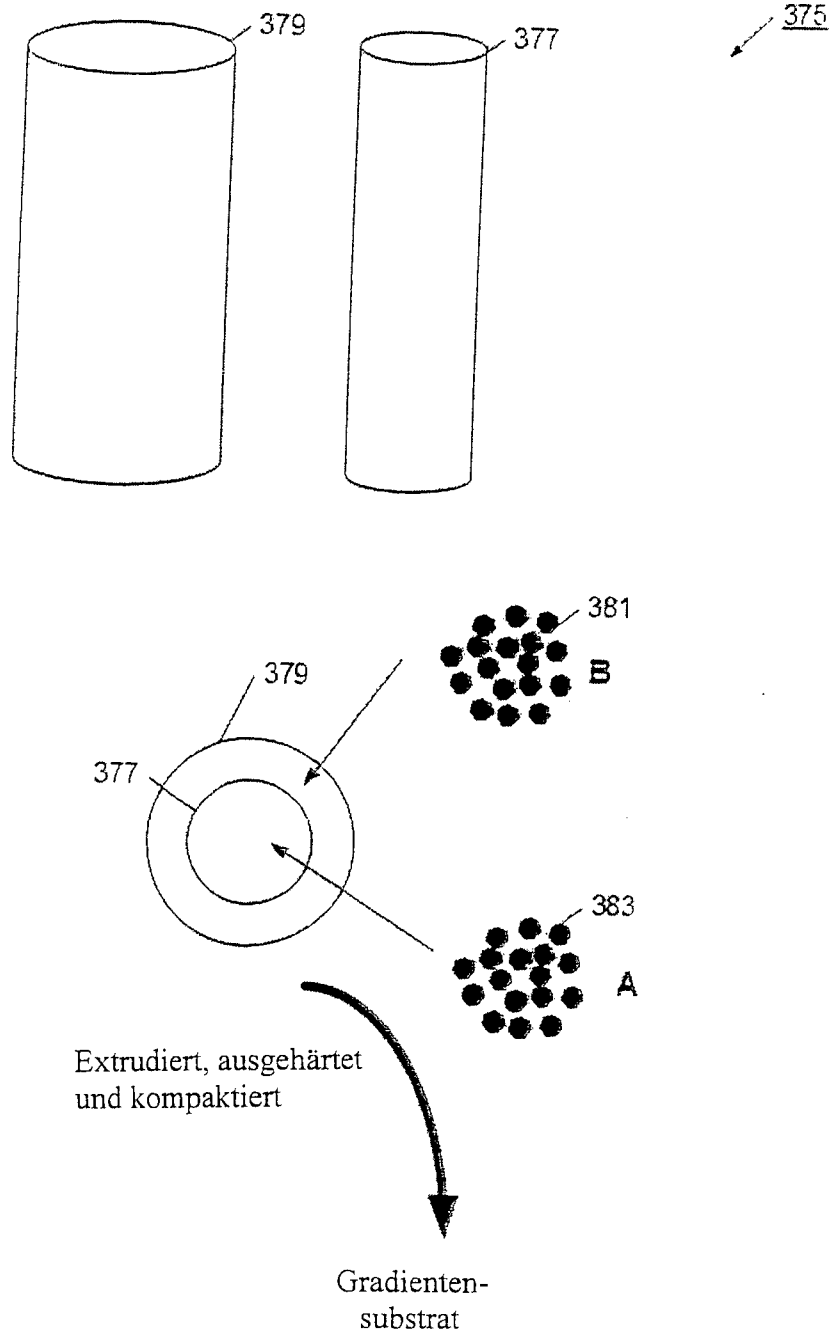 379
377
375
381
B
379
377
383
A
Extrudiert, ausgehärtet
und kompaktiert
Gradienten-
substrat